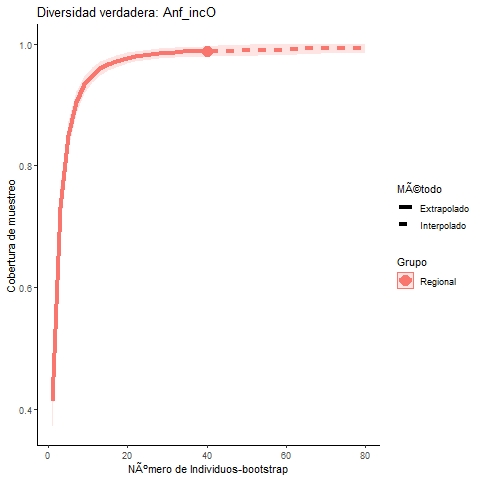 Diversidad verdadera: Anf_incO
1.0
0.8
0.6
0.4
Cobertura de muestreo
0
20
40
60
80
NÃºmero de Individuos-bootstrap
MÃ©todo
Extrapolado
Interpolado
Grupo
Regional